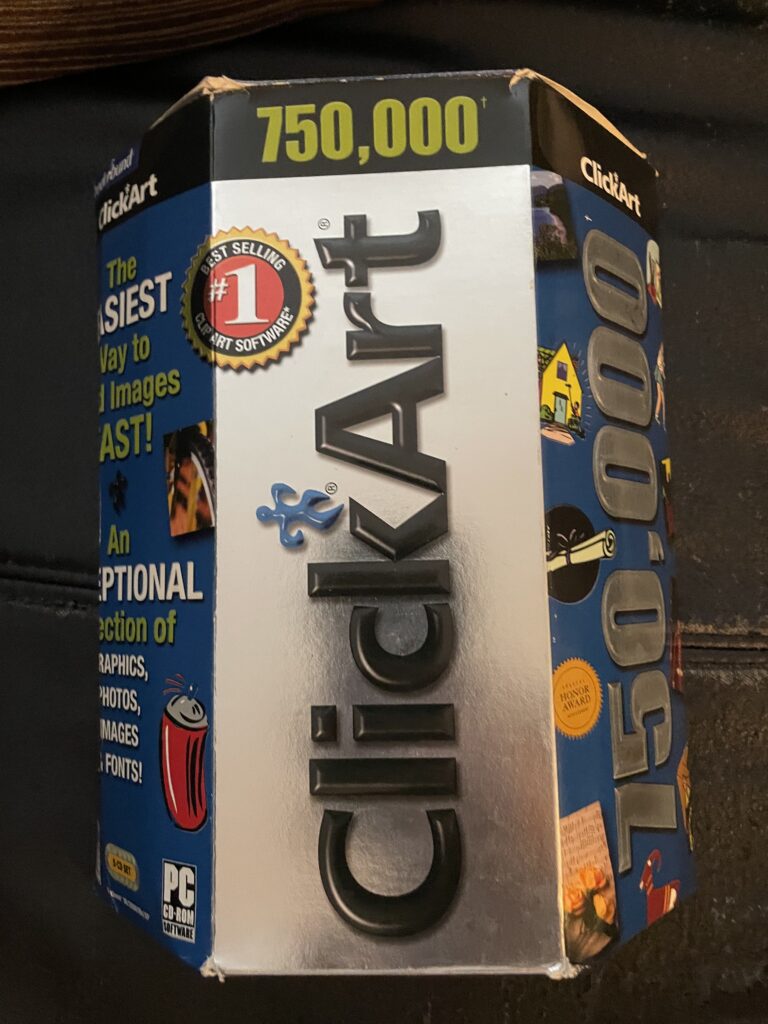 750,000†
ClickArt
The
ASIEST
Way to
d Images
AST!
An
EPTIONAL
ection of
RAPHICS,
PHOTOS,
IMAGES
FONTS!
PC
CD-ROM
SOFTWARE
BEST SELLING
#1
CLIP ART SOFTWARE*
ClickArt®
®
ClickArt
750,000
HONOR
AWARD